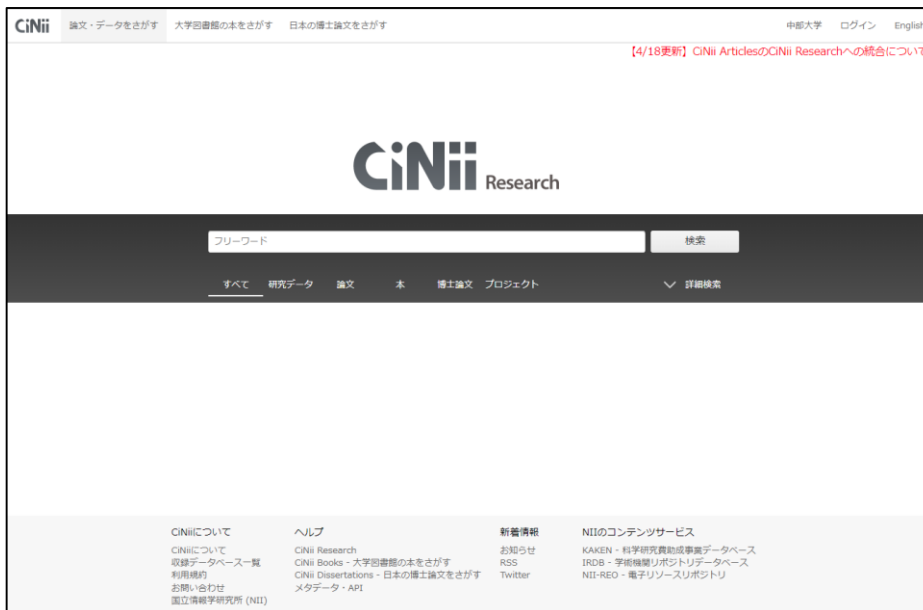 CiNii 論文・データをさがす 大学図書館の本をさがす 日本の博士論文をさがす 中部大学 ログイン English
【4/18更新】CiNii ArticlesのCiNii Researchへの統合について
CiNii Research
フリーワード 検索
すべて 研究データ 論文 本 博士論文 プロジェクト 詳細検索
CiNiiについて ヘルプ 新着情報 NIIのコンテンツサービス
CiNiiについて CiNii Research お知らせ KAKEN - 科学研究費助成事業データベース
収録データベース一覧 CiNii Books - 大学図書館の本をさがす RSS IRDB - 学術機関リポジトリデータベース
利用規約 CiNii Dissertations - 日本の博士論文をさがす Twitter NII-REO - 電子リソースリポジトリ
お問い合わせ メタデータ・API
国立情報学研究所 (NII)